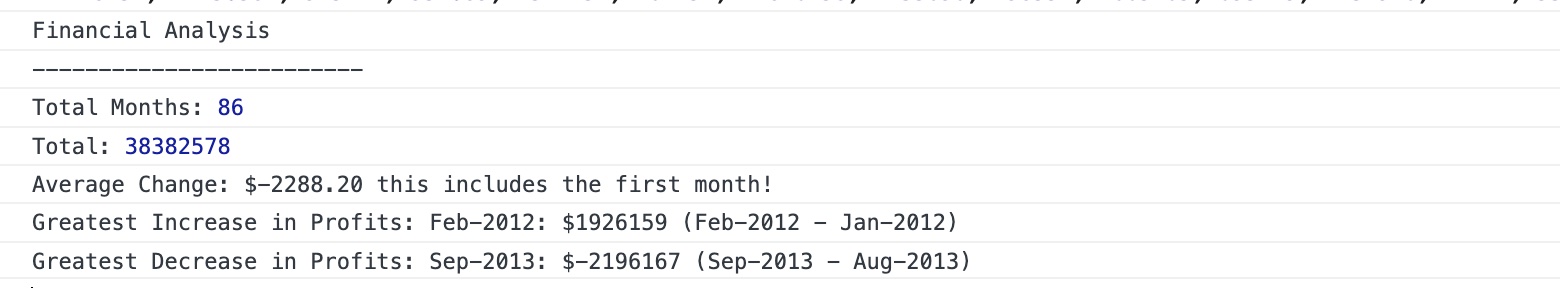 Financial Analysis
-------------------------
Total Months: 86
Total: 38382578
Average Change: $-2288.20 this includes the first month!
Greatest Increase in Profits: Feb-2012: $1926159 (Feb-2012 - Jan-2012)
Greatest Decrease in Profits: Sep-2013: $-2196167 (Sep-2013 - Aug-2013)